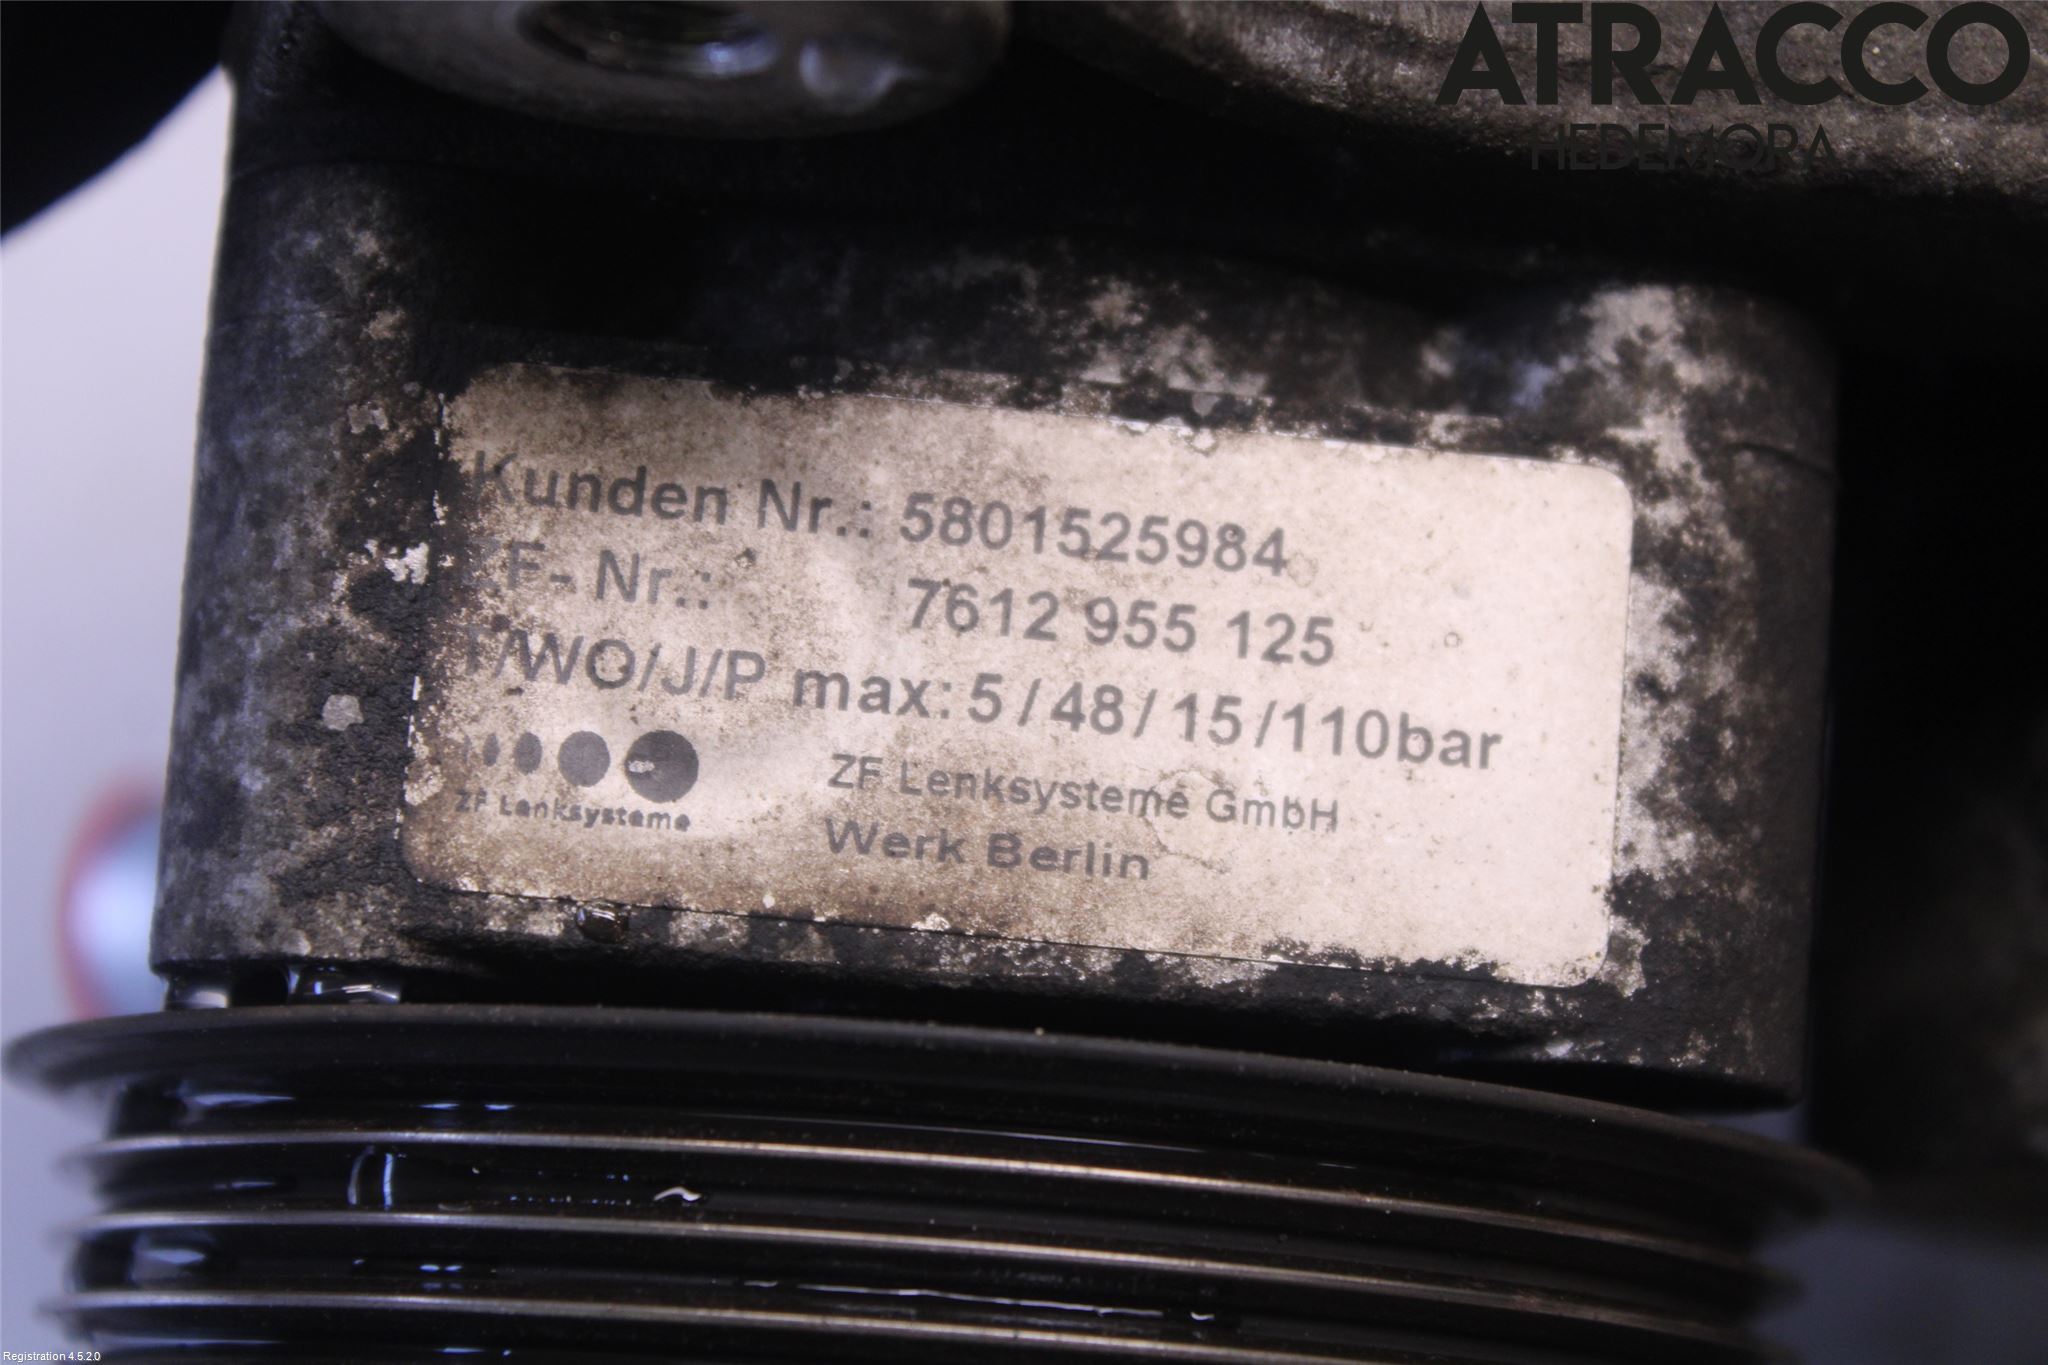 ATRACCO
HEDEMORA
Kunden Nr.: 5801525984
ZF- Nr.: 7612 955 125
T/WO/J/P max: 5 / 48 / 15 /110bar
ZF Lenksysteme
ZF Lenksysteme GmbH
Werk Berlin
Registration 4.5.2.0